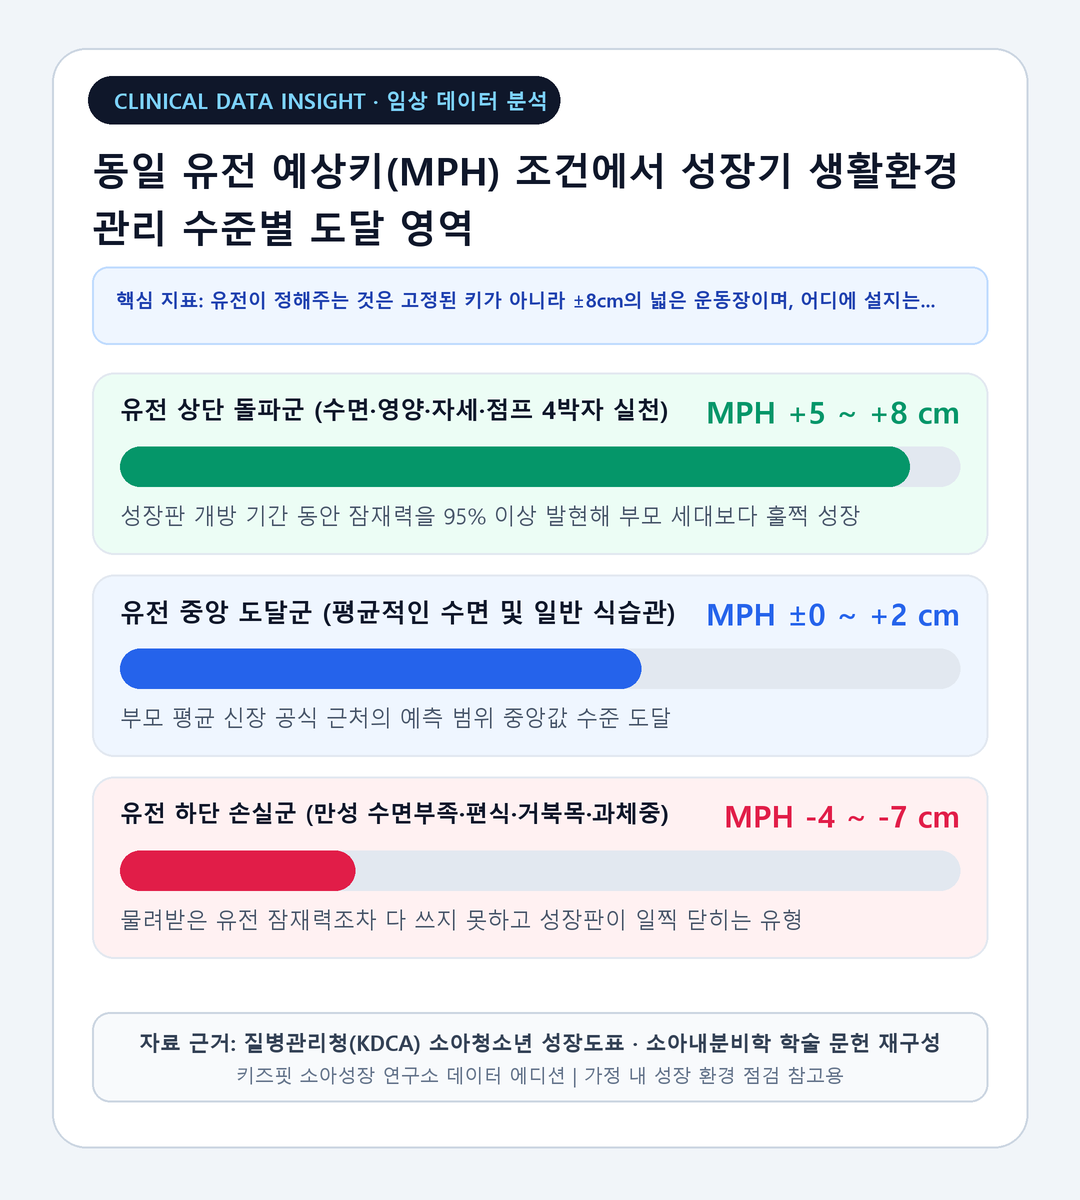 CLINICAL DATA INSIGHT · 임상 데이터 분석
동일 유전 예상키(MPH) 조건에서 성장기 생활환경
관리 수준별 도달 영역
핵심 지표: 유전이 정해주는 것은 고정된 키가 아니라 ±8cm의 넓은 운동장이며, 어디에 설지는...
유전 상단 돌파군 (수면·영양·자세·점프 4박자 실천) MPH +5 ~ +8 cm
성장판 개방 기간 동안 잠재력을 95% 이상 발현해 부모 세대보다 훌쩍 성장
유전 중앙 도달군 (평균적인 수면 및 일반 식습관) MPH ±0 ~ +2 cm
부모 평균 신장 공식 근처의 예측 범위 중앙값 수준 도달
유전 하단 손실군 (만성 수면부족·편식·거북목·과체중) MPH -4 ~ -7 cm
물려받은 유전 잠재력조차 다 쓰지 못하고 성장판이 일찍 닫히는 유형
자료 근거: 질병관리청(KDCA) 소아청소년 성장도표 · 소아내분비학 학술 문헌 재구성
키즈핏 소아성장 연구소 데이터 에디션 | 가정 내 성장 환경 점검 참고용